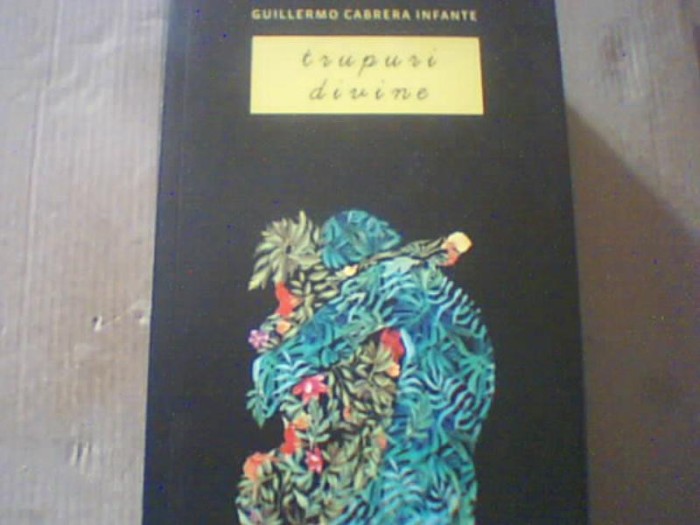 GUILLERMO CABRERA INFANTE
trupuri
divine